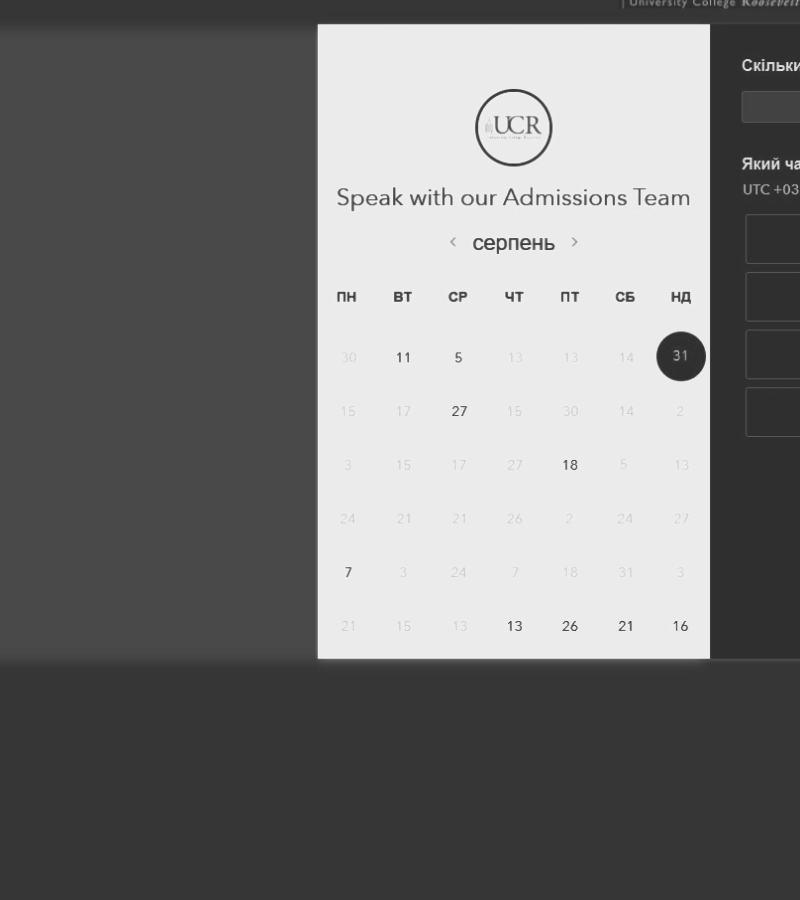 | University College Roosevelt
UCR
Speak with our Admissions Team
‹ серпень ›
ПН ВТ СР ЧТ ПТ СБ НД
30 11 5 13 13 14 31
15 17 27 15 30 14 2
3 15 17 27 18 5 13
24 21 21 26 2 24 27
7 3 24 7 18 31 3
21 15 13 13 26 21 16
Скільки
Який ча
UTC +03